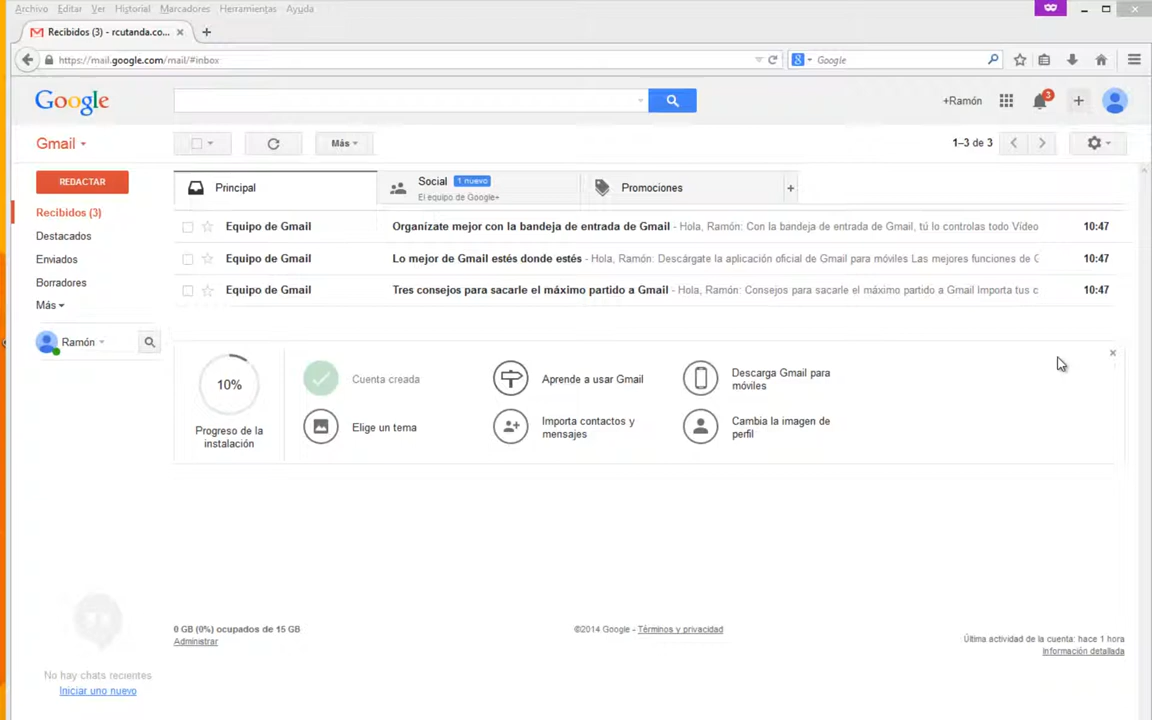 Archivo Editar Ver Historial Marcadores Herramientas Ayuda
Recibidos (3) - rcutanda.co... × +
https://mail.google.com/mail/#inbox Google
Google +Ramón 3
Gmail Más 1–3 de 3
REDACTAR
Principal
Social 1 nuevo
El equipo de Google+
Promociones +
Recibidos (3)
Destacados
Enviados
Borradores
Más
Ramón
Equipo de Gmail Organízate mejor con la bandeja de entrada de Gmail - Hola, Ramón: Con la bandeja de entrada de Gmail, tú lo controlas todo Vídeo 10:47
Equipo de Gmail Lo mejor de Gmail estés donde estés - Hola, Ramón: Descárgate la aplicación oficial de Gmail para móviles Las mejores funciones de 10:47
Equipo de Gmail Tres consejos para sacarle el máximo partido a Gmail - Hola, Ramón: Consejos para sacarle el máximo partido a Gmail Importa tus c 10:47
10%
Progreso de la
instalación
Cuenta creada
Aprende a usar Gmail
Descarga Gmail para
móviles
Elige un tema
Importa contactos y
mensajes
Cambia la imagen de
perfil
0 GB (0%) ocupados de 15 GB
Administrar
©2014 Google - Términos y privacidad
Última actividad de la cuenta: hace 1 hora
Información detallada
No hay chats recientes
Iniciar uno nuevo